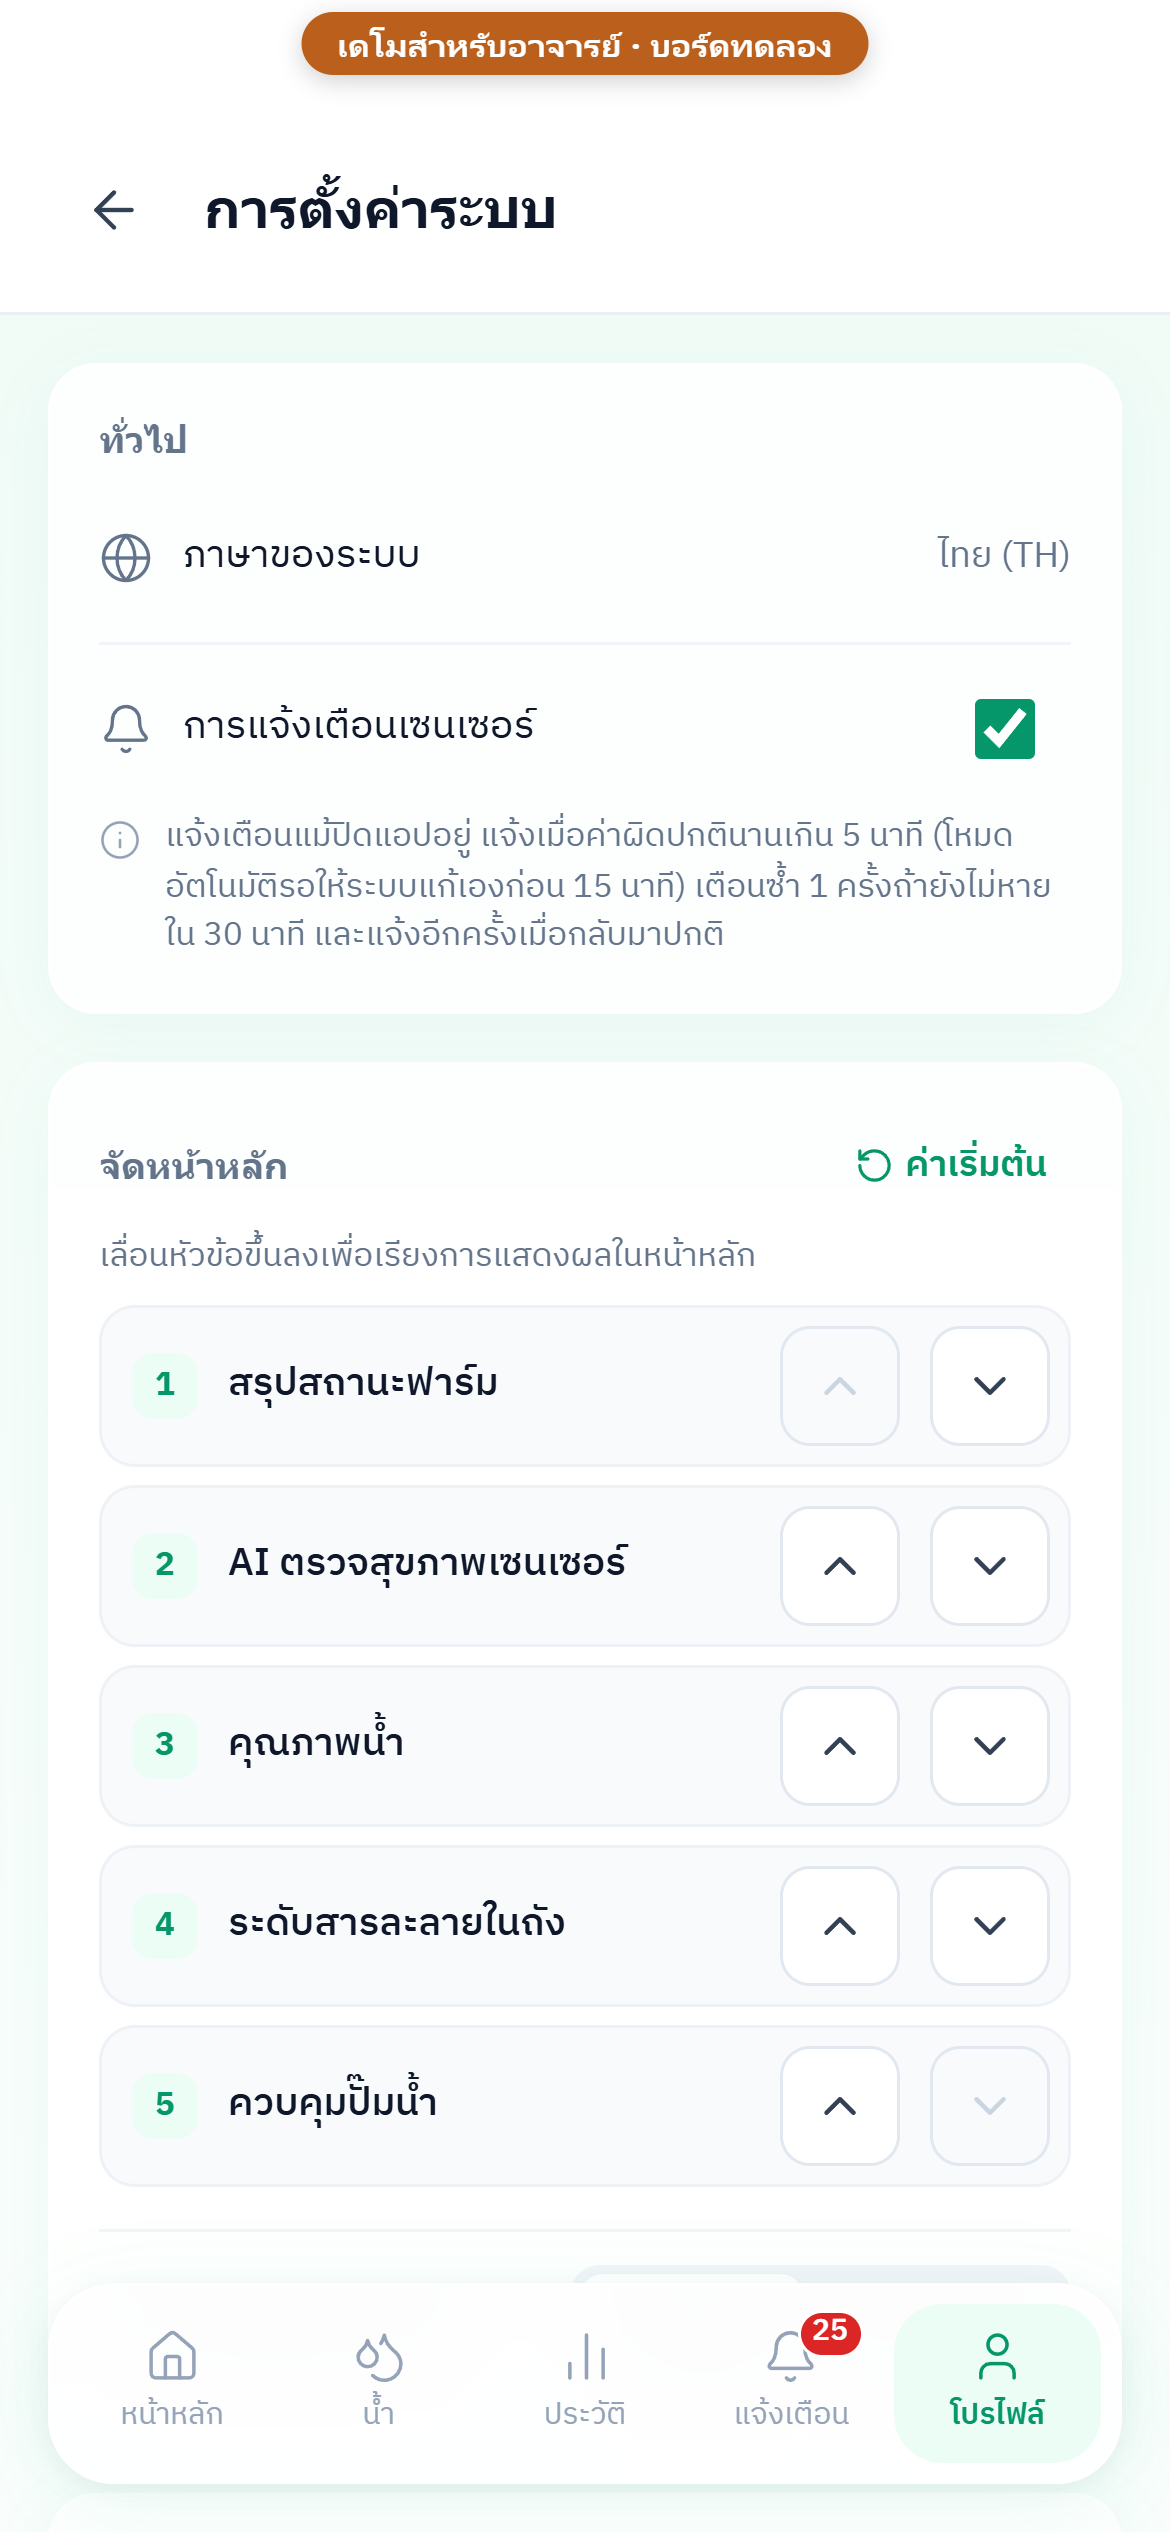 เดโมสำหรับอาจารย์ · บอร์ดทดลอง
การตั้งค่าระบบ
ทั่วไป
ภาษาของระบบ
ไทย (TH)
การแจ้งเตือนเซนเซอร์
แจ้งเตือนแม้ปิดแอปอยู่ แจ้งเมื่อค่าผิดปกตินานเกิน 5 นาที (โหมด
อัตโนมัติรอให้ระบบแก้เองก่อน 15 นาที) เตือนซ้ำ 1 ครั้งถ้ายังไม่หาย
ใน 30 นาที และแจ้งอีกครั้งเมื่อกลับมาปกติ
จัดหน้าหลัก
ค่าเริ่มต้น
เลื่อนหัวข้อขึ้นลงเพื่อเรียงการแสดงผลในหน้าหลัก
1 สรุปสถานะฟาร์ม
2 AI ตรวจสุขภาพเซนเซอร์
3 คุณภาพน้ำ
4 ระดับสารละลายในถัง
5 ควบคุมปั๊มน้ำ
25
หน้าหลัก
น้ำ
ประวัติ
แจ้งเตือน
โปรไฟล์